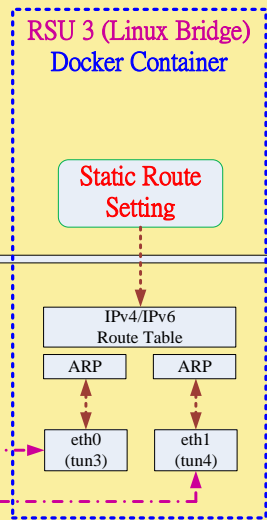 RSU 3 (Linux Bridge)
Docker Container
Static Route
Setting
IPv4/IPv6
Route Table
ARP
ARP
eth0
(tun3)
eth1
(tun4)